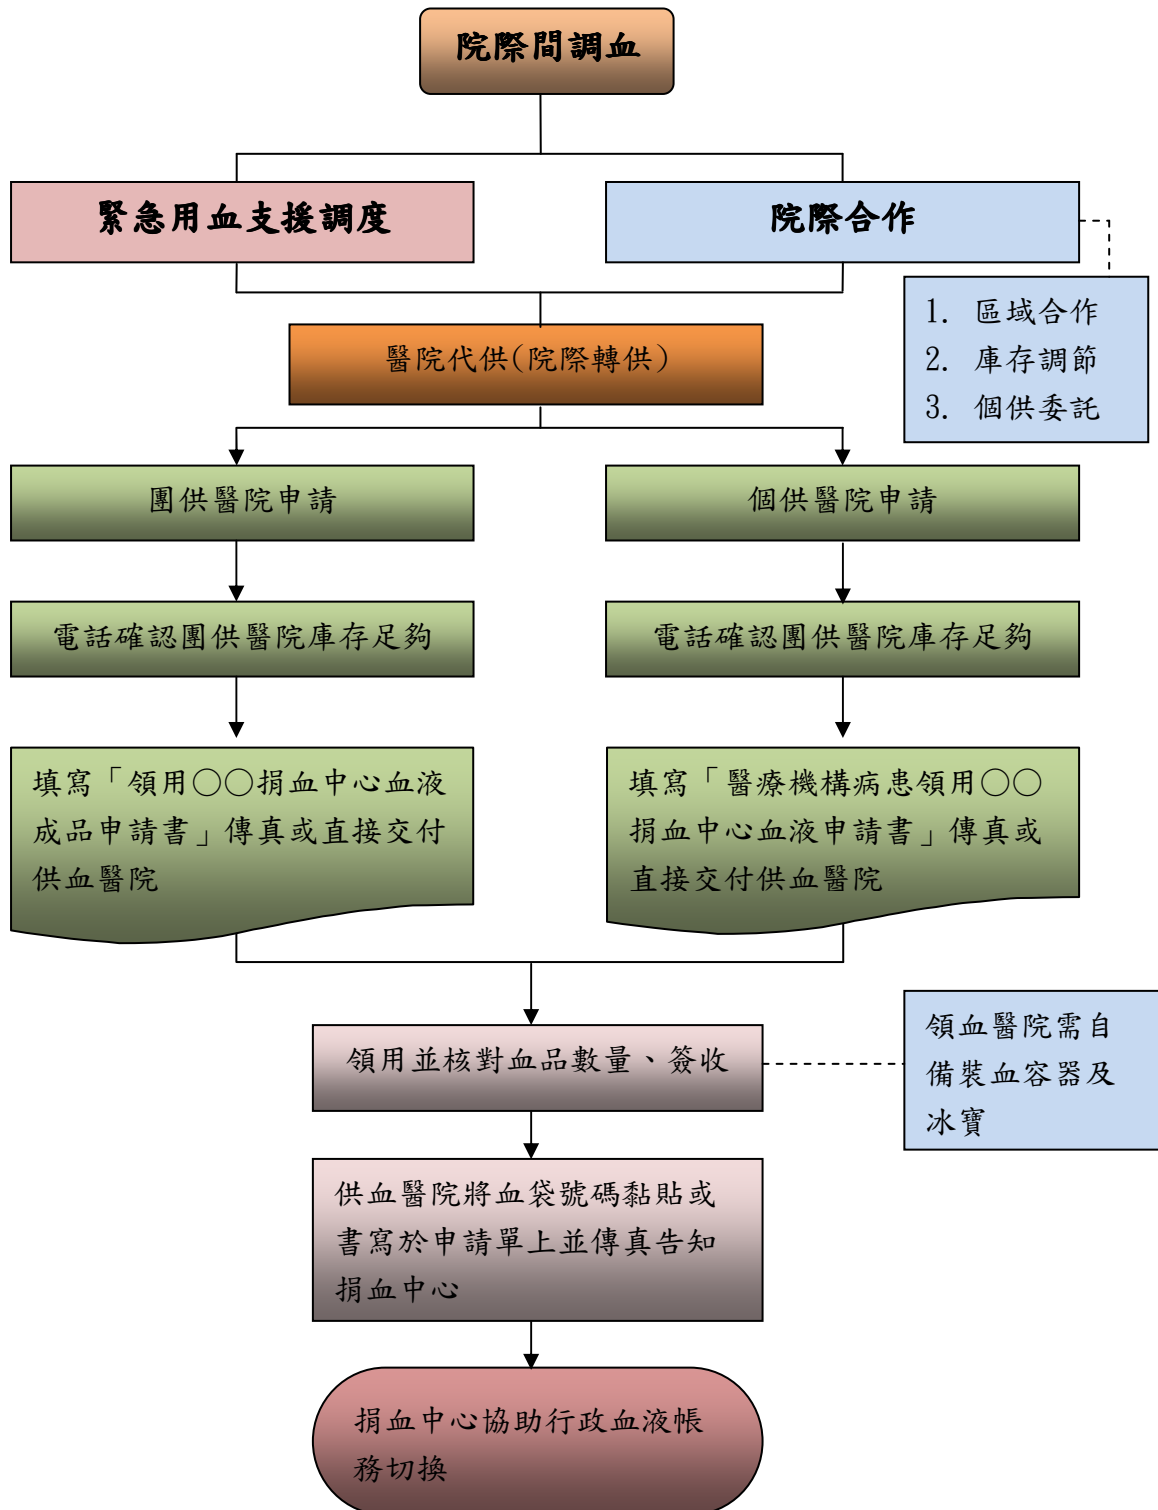 院際間調血
緊急用血支援調度
院際合作
1. 區域合作
2. 庫存調節
3. 個供委託
醫院代供(院際轉供)
團供醫院申請
個供醫院申請
電話確認團供醫院庫存足夠
電話確認團供醫院庫存足夠
填寫「領用○○捐血中心血液
成品申請書」傳真或直接交付
供血醫院
填寫「醫療機構病患領用○○
捐血中心血液申請書」傳真或
直接交付供血醫院
領用並核對血品數量、簽收
領血醫院需自
備裝血容器及
冰寶
供血醫院將血袋號碼黏貼或
書寫於申請單上並傳真告知
捐血中心
捐血中心協助行政血液帳
務切換